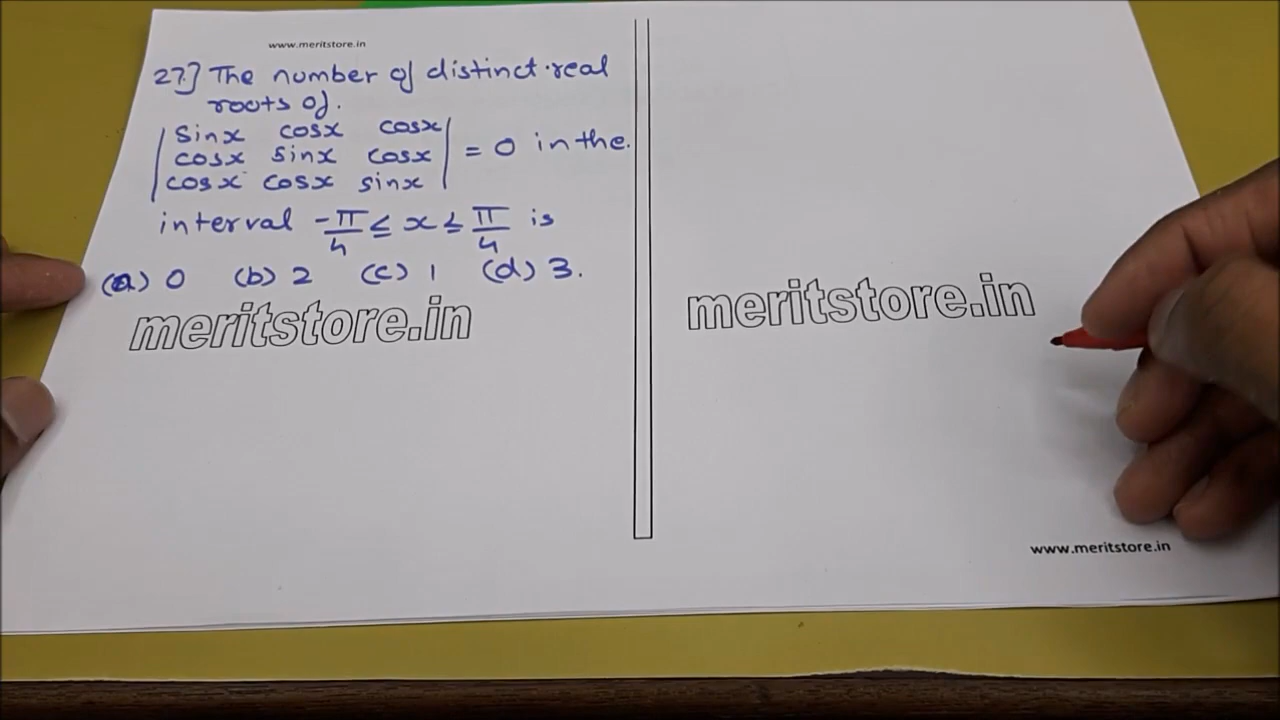 www.meritstore.in
27.] The number of distinct real
roots of.
| sinx cosx cosx |
| cosx sinx cosx | = 0 in the.
| cosx cosx sinx |
interval -π/4 ≤ x ≤ π/4 is
(a) 0 (b) 2 (c) 1 (d) 3.
meritstore.in
meritstore.in
www.meritstore.in